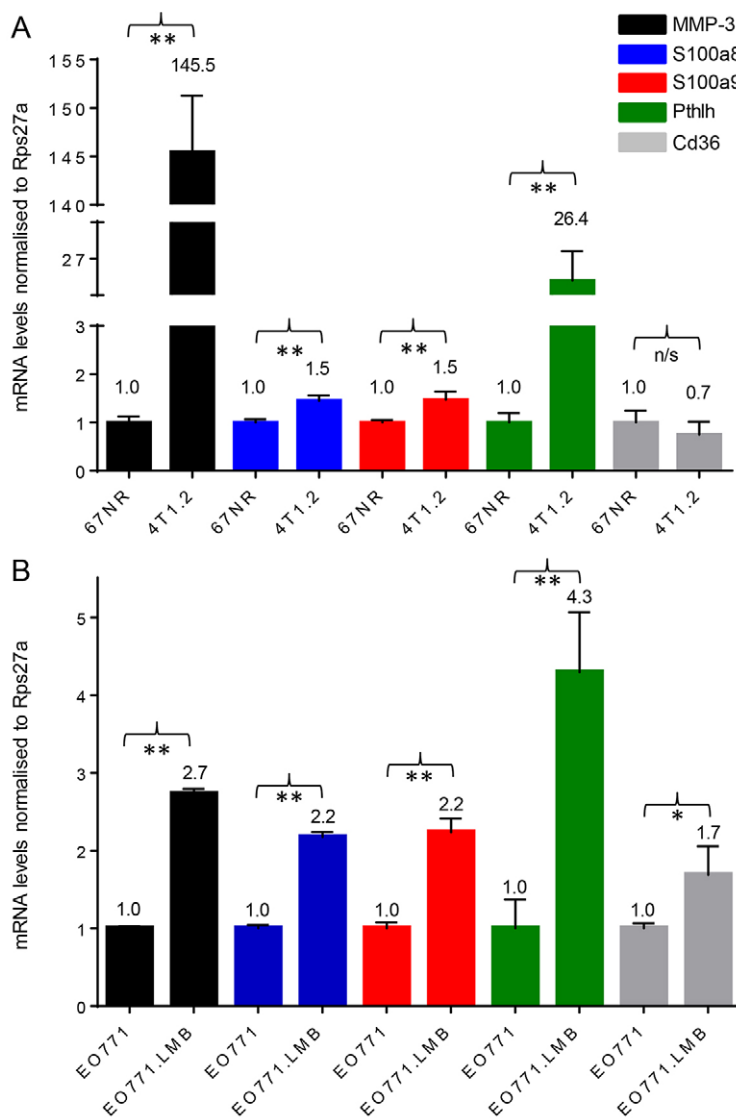 A
MMP-3
S100a8
S100a9
Pthlh
Cd36
mRNA levels normalised to Rps27a
155
150
145
140
27
3
2
1
0
**
145.5
1.0
**
1.0
1.5
**
1.0
1.5
**
1.0
26.4
n/s
1.0
0.7
67NR
4T1.2
67NR
4T1.2
67NR
4T1.2
67NR
4T1.2
67NR
4T1.2
B
mRNA levels normalised to Rps27a
5
4
3
2
1
0
**
1.0
2.7
**
1.0
2.2
**
1.0
2.2
**
1.0
4.3
*
1.0
1.7
EO771
EO771.LMB
EO771
EO771.LMB
EO771
EO771.LMB
EO771
EO771.LMB
EO771
EO771.LMB